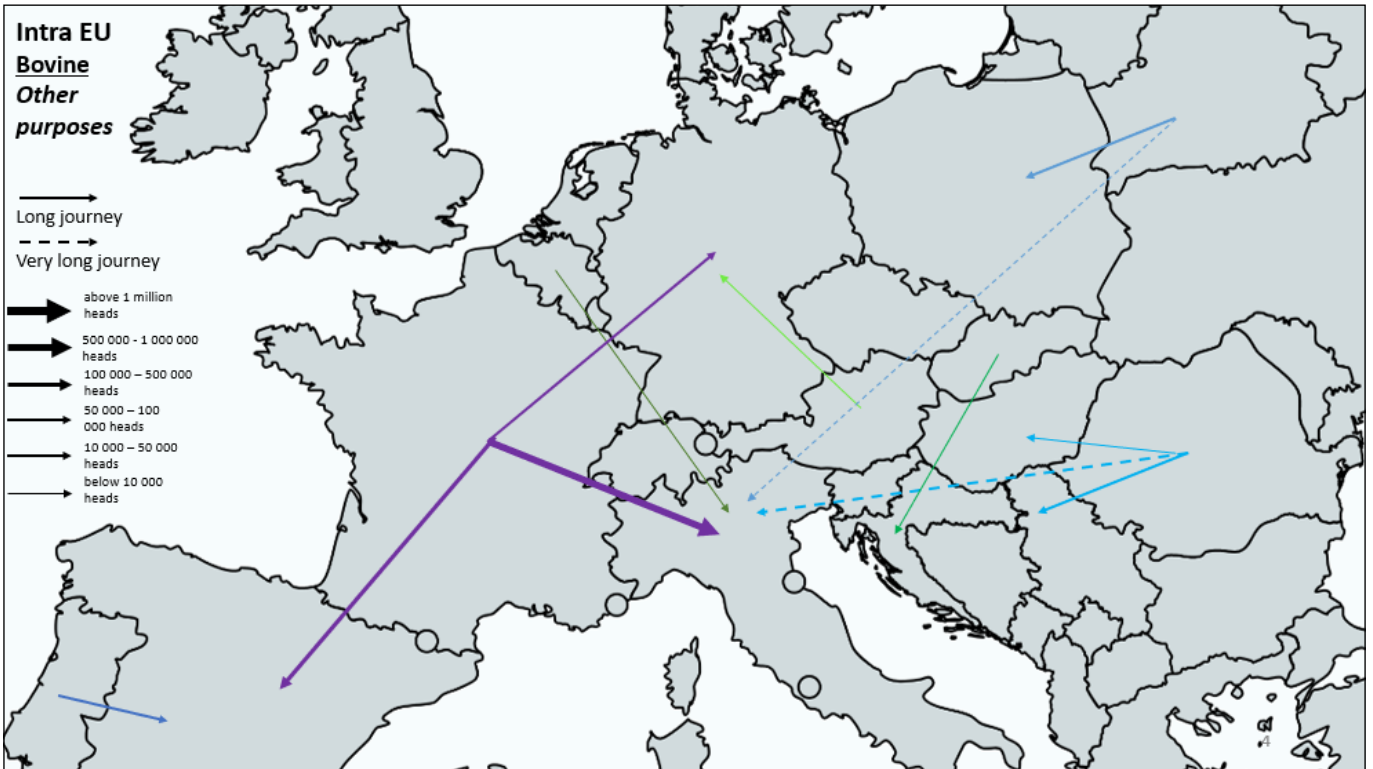 Intra EU
Bovine
Other
purposes
Long journey
Very long journey
above 1 million
heads
500 000 - 1 000 000
heads
100 000 – 500 000
heads
50 000 – 100
000 heads
10 000 – 50 000
heads
below 10 000
heads
4